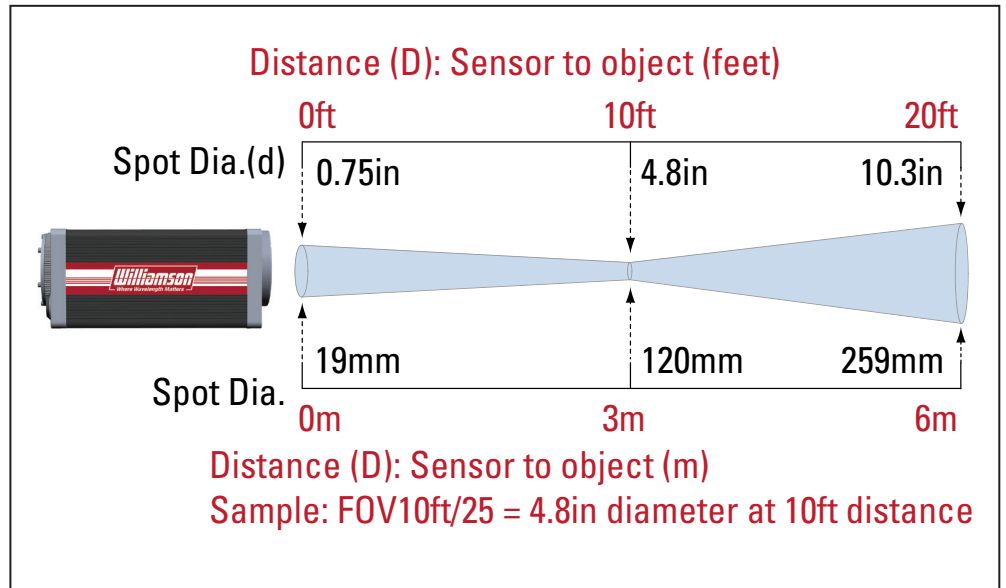 Distance (D): Sensor to object (feet)
0ft 10ft 20ft
Spot Dia.(d) 0.75in 4.8in 10.3in
Williamson
Where Wavelength Matters
Spot Dia. 19mm 120mm 259mm
0m 3m 6m
Distance (D): Sensor to object (m)
Sample: FOV10ft/25 = 4.8in diameter at 10ft distance